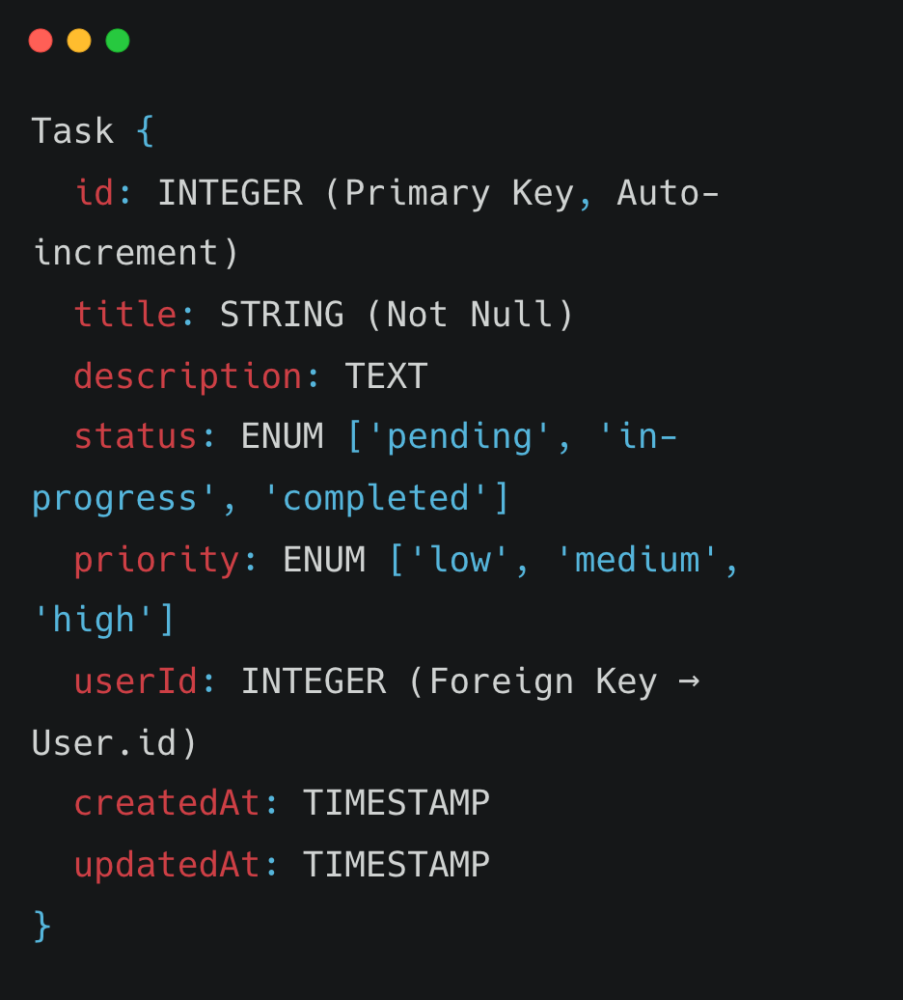 Task {
  id: INTEGER (Primary Key, Auto-
increment)
  title: STRING (Not Null)
  description: TEXT
  status: ENUM ['pending', 'in-
progress', 'completed']
  priority: ENUM ['low', 'medium',
'high']
  userId: INTEGER (Foreign Key →
User.id)
  createdAt: TIMESTAMP
  updatedAt: TIMESTAMP
}